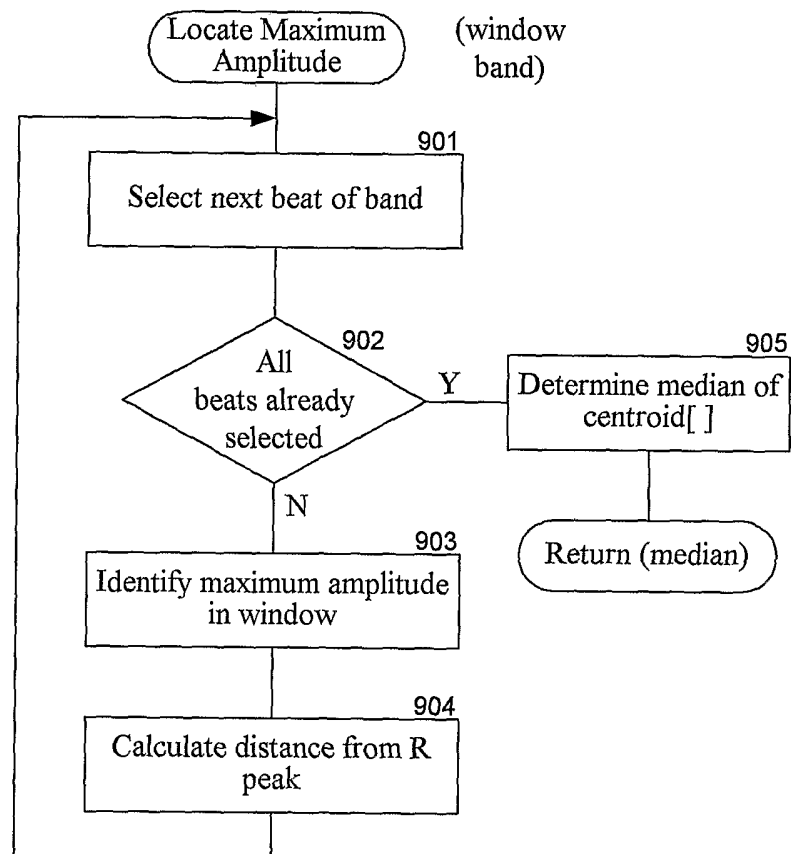 Locate Maximum
Amplitude
(window
band)
901
Select next beat of band
902
All
beats already
selected
Y
N
905
Determine median of
centroid[ ]
Return (median)
903
Identify maximum amplitude
in window
904
Calculate distance from R
peak